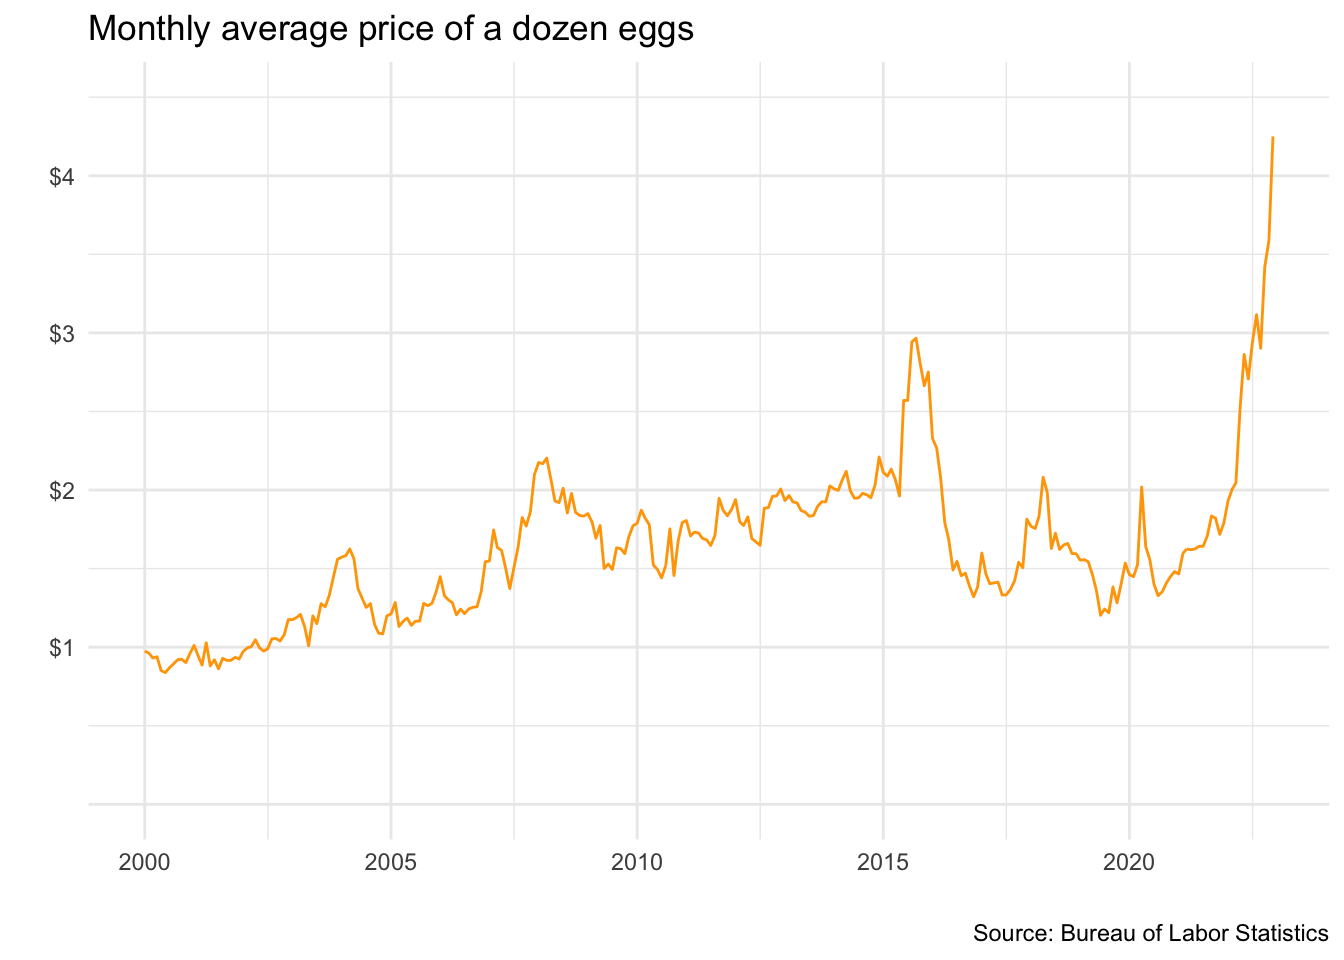 Monthly average price of a dozen eggs
$4
$3
$2
$1
2000 2005 2010 2015 2020
Source: Bureau of Labor Statistics